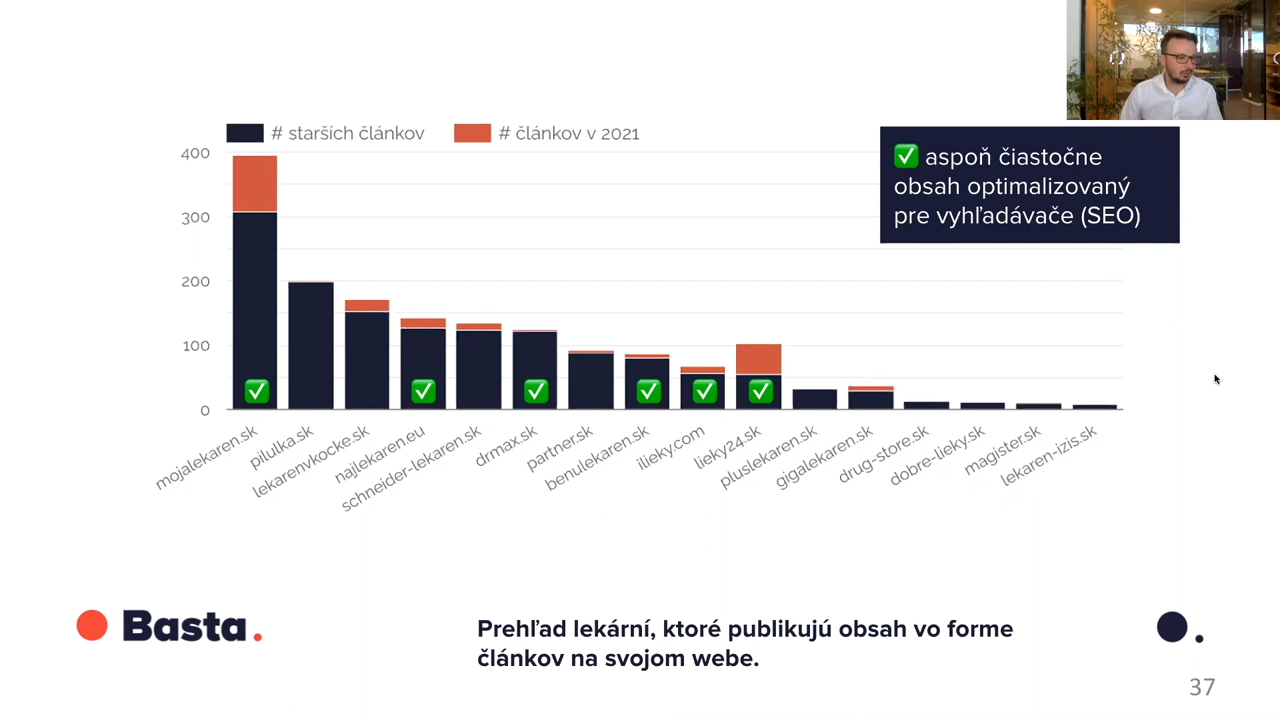 # starších článkov
# článkov v 2021
✅ aspoň čiastočne
obsah optimalizovaný
pre vyhľadávače (SEO)
400
300
200
100
0
mojalekaren.sk
pilulka.sk
lekarenvkocke.sk
najlekaren.eu
schneider-lekaren.sk
drmax.sk
partner.sk
benulekaren.sk
ilieky.com
lieky24.sk
pluslekaren.sk
gigalekaren.sk
drug-store.sk
dobre-lieky.sk
magister.sk
lekaren-izis.sk
Basta.
Prehľad lekární, ktoré publikujú obsah vo forme
článkov na svojom webe.
37